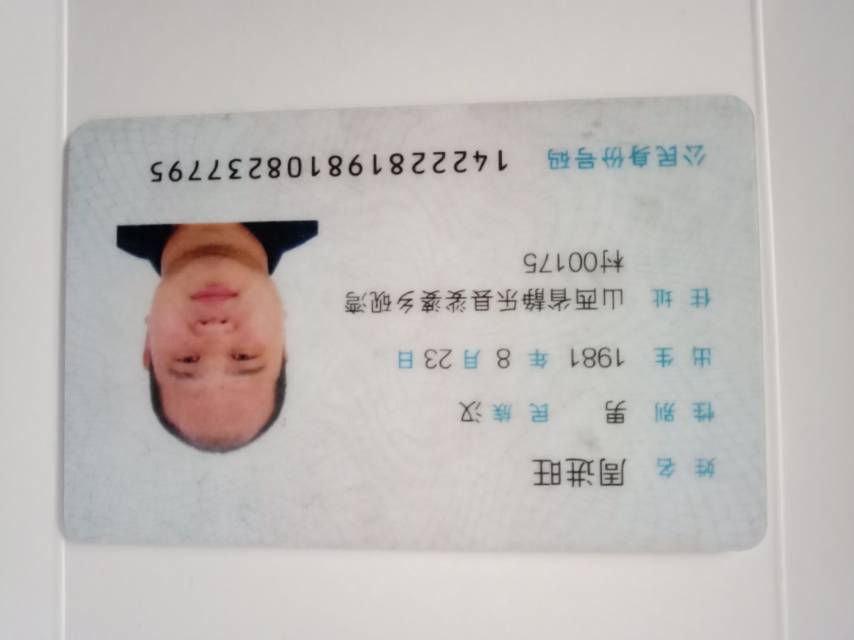 姓名 周进旺
性别 男 民族 汉
出生 1981 年 8 月 23 日
住址 山西省静乐县娑婆乡砚湾
村00175
公民身份号码 142228198108237795